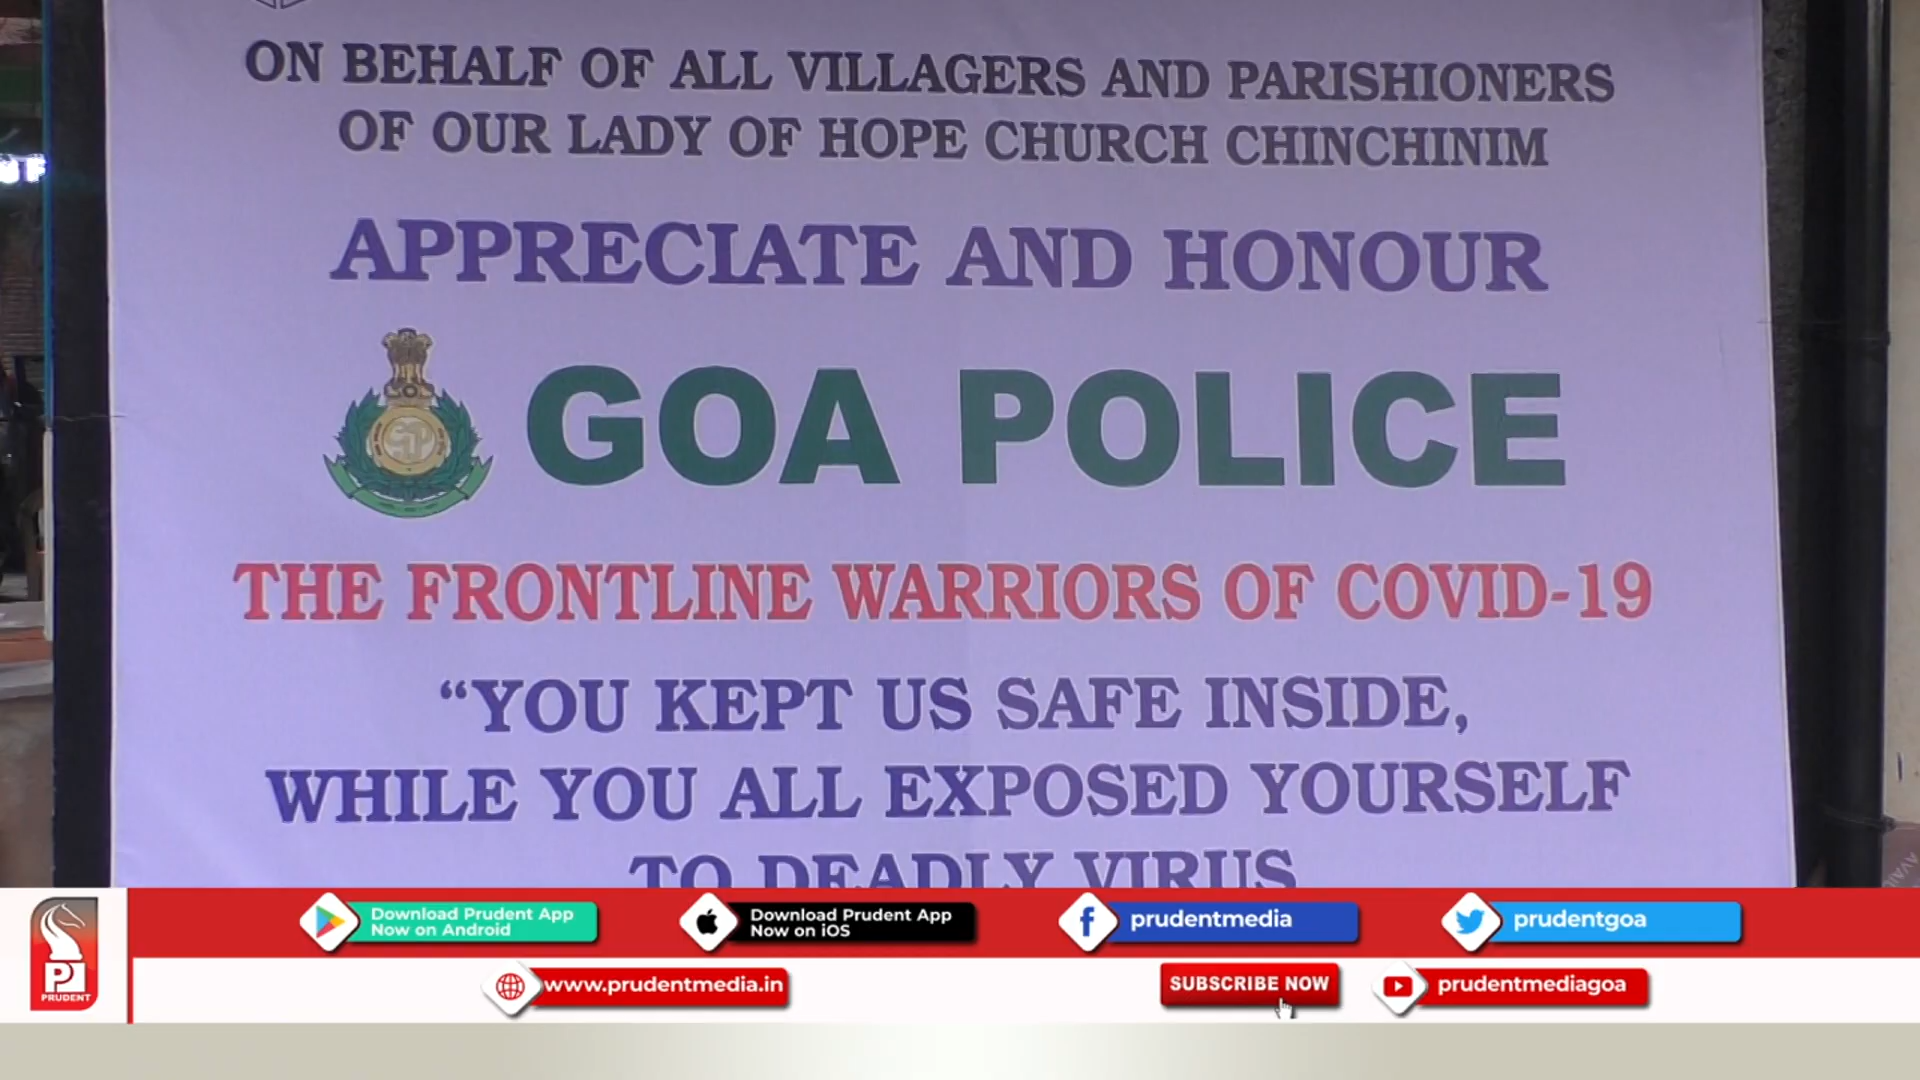 ON BEHALF OF ALL VILLAGERS AND PARISHIONERS
OF OUR LADY OF HOPE CHURCH CHINCHINIM
APPRECIATE AND HONOUR
GOA POLICE
THE FRONTLINE WARRIORS OF COVID-19
“YOU KEPT US SAFE INSIDE,
WHILE YOU ALL EXPOSED YOURSELF
TO DEADLY VIRUS
Download Prudent App
Now on Android
Download Prudent App
Now on iOS
prudentmedia
prudentgoa
PRUDENT
www.prudentmedia.in
SUBSCRIBE NOW
prudentmediagoa